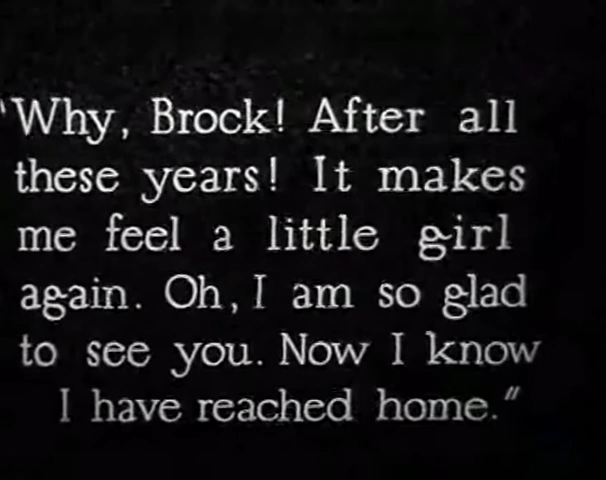 "Why, Brock! After all
these years! It makes
me feel a little girl
again. Oh, I am so glad
to see you. Now I know
I have reached home."